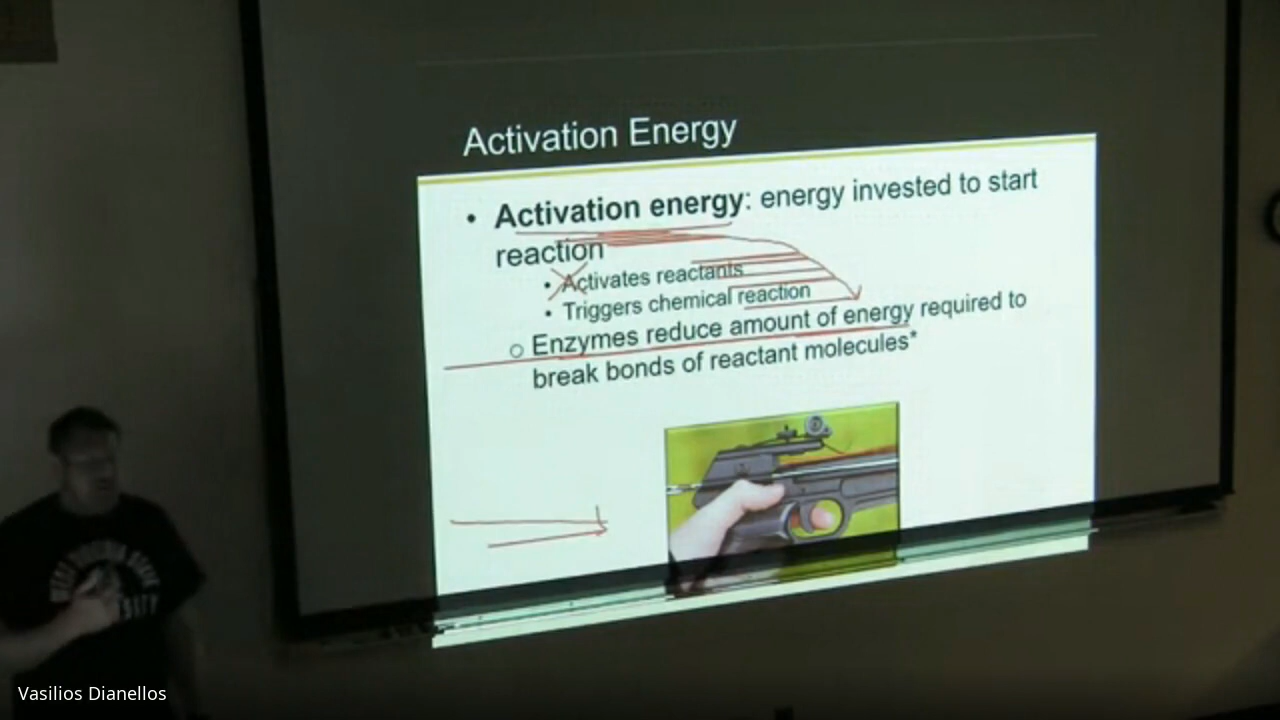 Activation Energy
• Activation energy: energy invested to start
reaction
• Activates reactants
• Triggers chemical reaction
○ Enzymes reduce amount of energy required to
break bonds of reactant molecules*
Vasilios Dianellos